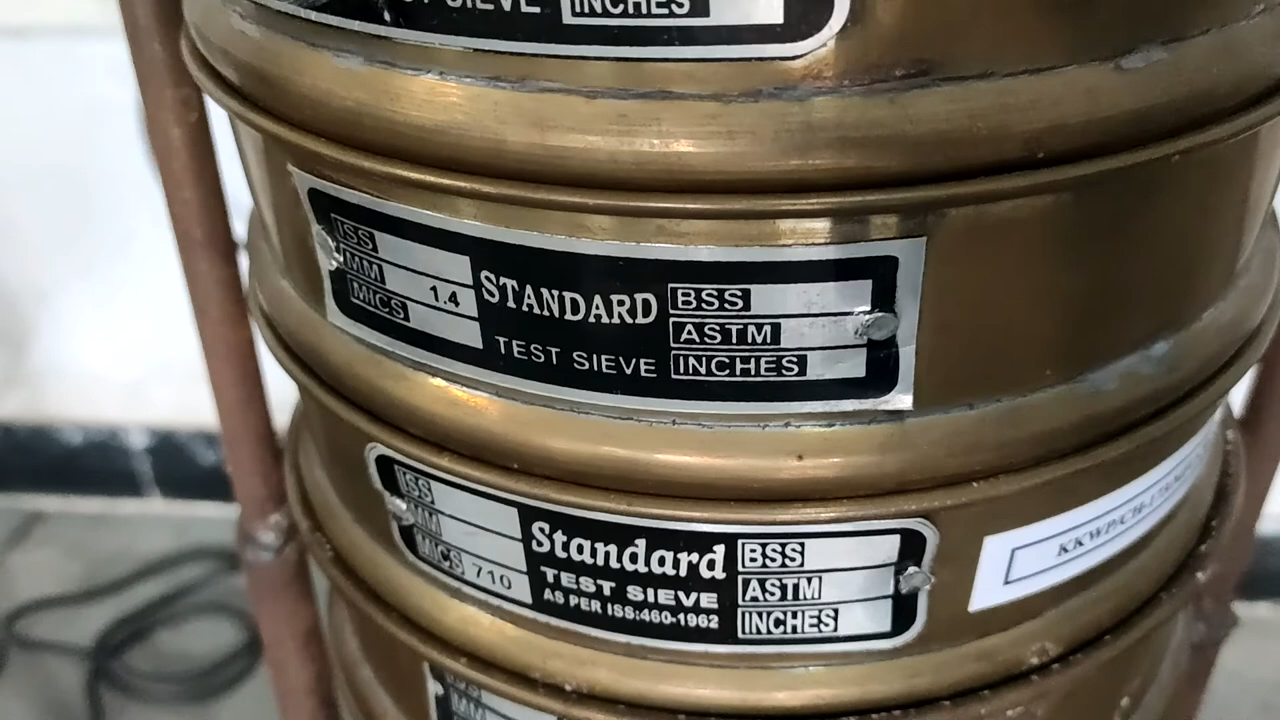 SIEVE INCHES
ISS
MM 1.4
MICS
STANDARD
TEST SIEVE
BSS
ASTM
INCHES
ISS
MM
MICS 710
Standard
TEST SIEVE
AS PER ISS:460-1962
BSS
ASTM
INCHES
MM